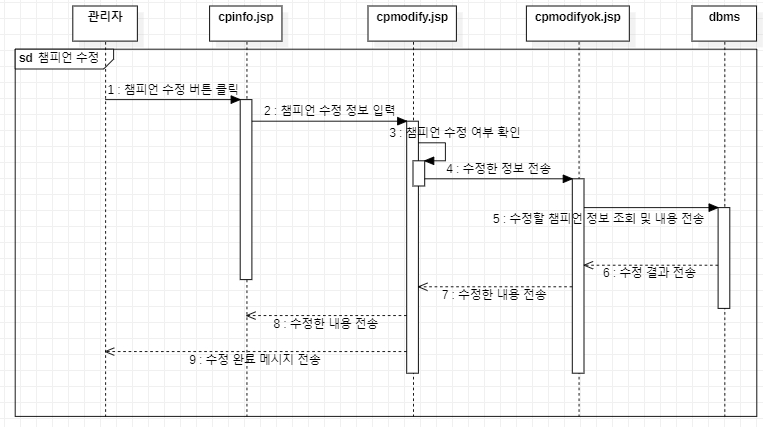 관리자
cpinfo.jsp
cpmodify.jsp
cpmodifyok.jsp
dbms
sd 챔피언 수정
1 : 챔피언 수정 버튼 클릭
2 : 챔피언 수정 정보 입력
3 : 챔피언 수정 여부 확인
4 : 수정한 정보 전송
5 : 수정할 챔피언 정보 조회 및 내용 전송
6 : 수정 결과 전송
7 : 수정한 내용 전송
8 : 수정한 내용 전송
9 : 수정 완료 메시지 전송